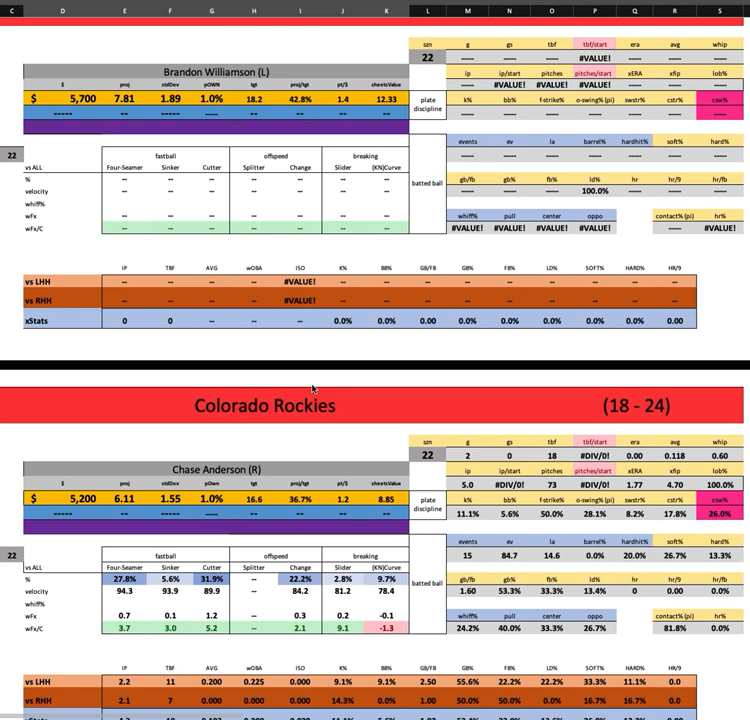 C D E F G H I J K L M N O P Q R S
szn g gs tbf tbf/start era avg whip
22 ----- ----- ----- #VALUE! ----- ----- -----
Brandon Williamson (L) ip ip/start pitches pitches/start xERA xfip lob%
$ proj stdDev pOWN tgt proj/tgt pt/$ sheetsValue ----- #VALUE! #VALUE! #VALUE! ----- ----- -----
$ 5,700 7.81 1.89 1.0% 18.2 42.8% 1.4 12.33 plate discipline k% bb% f-strike% o-swing% (pi) swstr% cstr% csw%
----- -- -- ----- -- -- -- -- ----- ----- ----- ----- ----- ----- -----
events ev la barrel% hardhit% soft% hard%
22 fastball offspeed breaking ----- ----- ----- ----- ----- ----- -----
vs ALL Four-Seamer Sinker Cutter Splitter Change Slider (KN)Curve batted ball
% -- -- -- -- -- -- -- gb/fb gb% fb% ld% hr hr/9 hr/fb
velocity -- -- -- -- -- -- -- ----- ----- ----- 100.0% ----- ----- -----
whiff%
wFx -- -- -- -- -- -- -- whiff% pull center oppo contact% (pi) hr%
wFx/C -- -- -- -- -- -- -- #VALUE! #VALUE! #VALUE! #VALUE! ----- #VALUE!
IP TBF AVG wOBA ISO K% BB% GB/FB GB% FB% LD% SOFT% HARD% HR/9
vs LHH -- -- -- -- #VALUE! -- -- -- -- -- -- -- -- --
vs RHH -- -- -- -- #VALUE! -- -- -- -- -- -- -- -- --
xStats 0 0 -- -- -- 0.0% 0.0% 0.00 0.0% 0.0% 0.0% 0.0% 0.0% 0.00
Colorado Rockies (18 - 24)
szn g gs tbf tbf/start era avg whip
22 2 0 18 #DIV/0! 0.00 0.118 0.60
Chase Anderson (R) ip ip/start pitches pitches/start xERA xfip lob%
$ proj stdDev pOwn tgt proj/tgt pt/$ sheetsValue 5.0 #DIV/0! 73 #DIV/0! 1.77 4.70 100.0%
$ 5,200 6.11 1.55 1.0% 16.6 36.7% 1.2 8.85 plate discipline k% bb% f-strike% o-swing% (pi) swstr% cstr% csw%
----- -- -- ----- -- -- -- -- 11.1% 5.6% 50.0% 28.1% 8.2% 17.8% 26.0%
events ev la barrel% hardhit% soft% hard%
22 fastball offspeed breaking 15 84.7 14.6 0.0% 20.0% 26.7% 13.3%
vs ALL Four-Seamer Sinker Cutter Splitter Change Slider (KN)Curve batted ball
% 27.8% 5.6% 31.9% -- 22.2% 2.8% 9.7% gb/fb gb% fb% ld% hr hr/9 hr/fb
velocity 94.3 93.9 89.9 -- 84.2 81.2 78.4 1.60 53.3% 33.3% 13.4% 0 0.00 0.0%
whiff%
wFx 0.7 0.1 1.2 -- 0.3 0.2 -0.1 whiff% pull center oppo contact% (pi) hr%
wFx/C 3.7 3.0 5.2 -- 2.1 9.1 -1.3 24.2% 40.0% 33.3% 26.7% 81.8% 0.0%
IP TBF AVG wOBA ISO K% BB% GB/FB GB% FB% LD% SOFT% HARD% HR/9
vs LHH 2.2 11 0.200 0.225 0.000 9.1% 9.1% 2.50 55.6% 22.2% 22.2% 33.3% 11.1% 0.0
vs RHH 2.1 7 0.000 0.000 0.000 14.3% 0.0% 1.00 50.0% 50.0% 0.0% 16.7% 16.7% 0.0